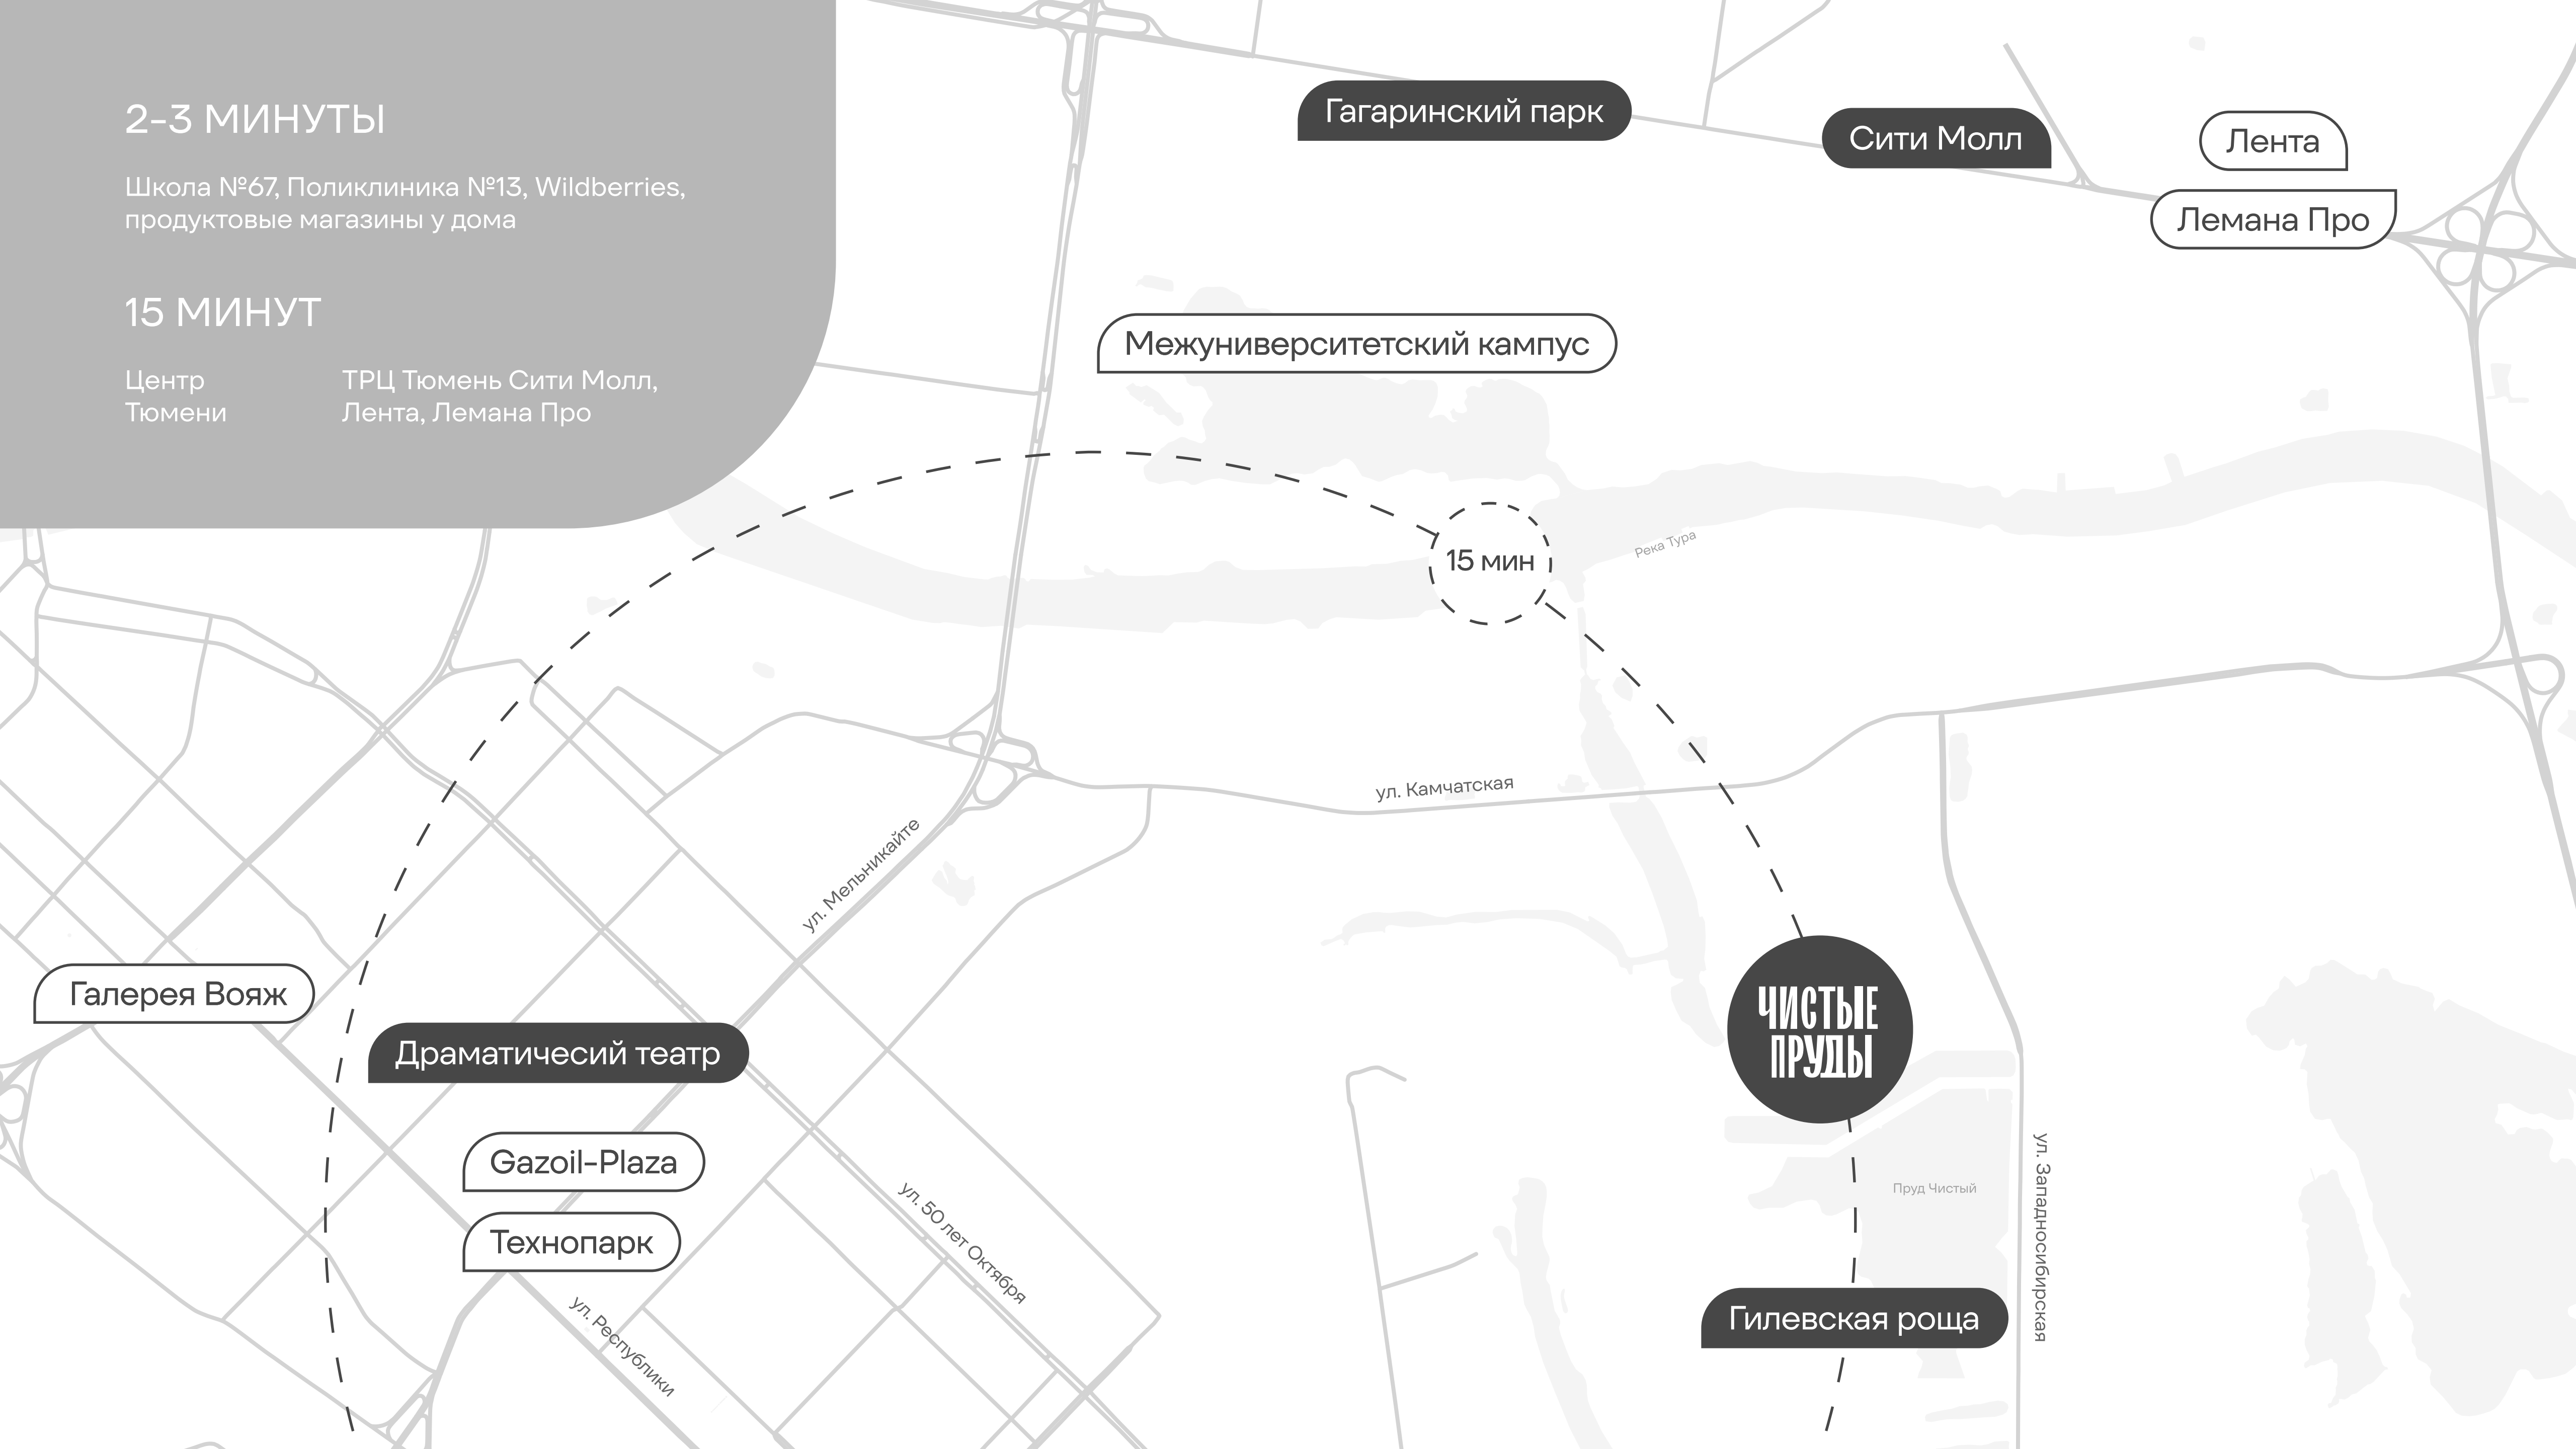 2-3 МИНУТЫ
Школа №67, Поликлиника №13, Wildberries,
продуктовые магазины у дома
15 МИНУТ
Центр
Тюмени
ТРЦ Тюмень Сити Молл,
Лента, Лемана Про
Гагаринский парк
Сити Молл
Лента
Лемана Про
Межуниверситетский кампус
15 мин
Река Тура
ул. Камчатская
ул. Мельникайте
Галерея Вояж
Драматичесий театр
ЧИСТЫЕ
ПРУДЫ
Gazoil-Plaza
Технопарк
ул. 50 лет Октября
ул. Республики
Пруд Чистый
ул. Западносибирская
Гилевская роща